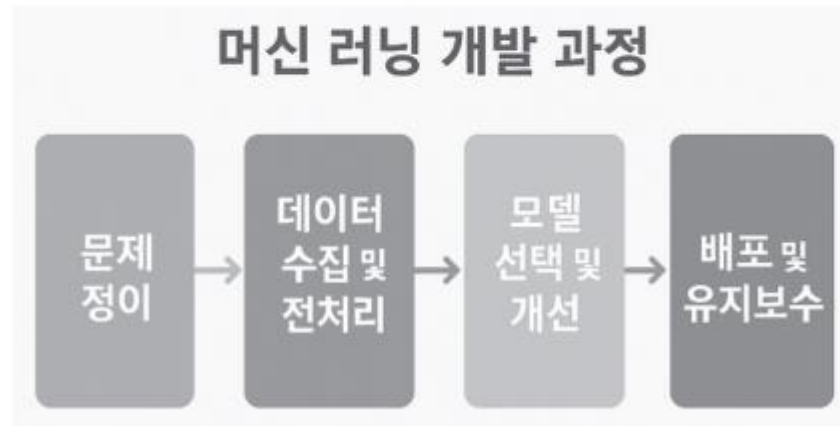 머신 러닝 개발 과정
문제
정이
데이터
수집 및
전처리
모델
선택 및
개선
배포 및
유지보수